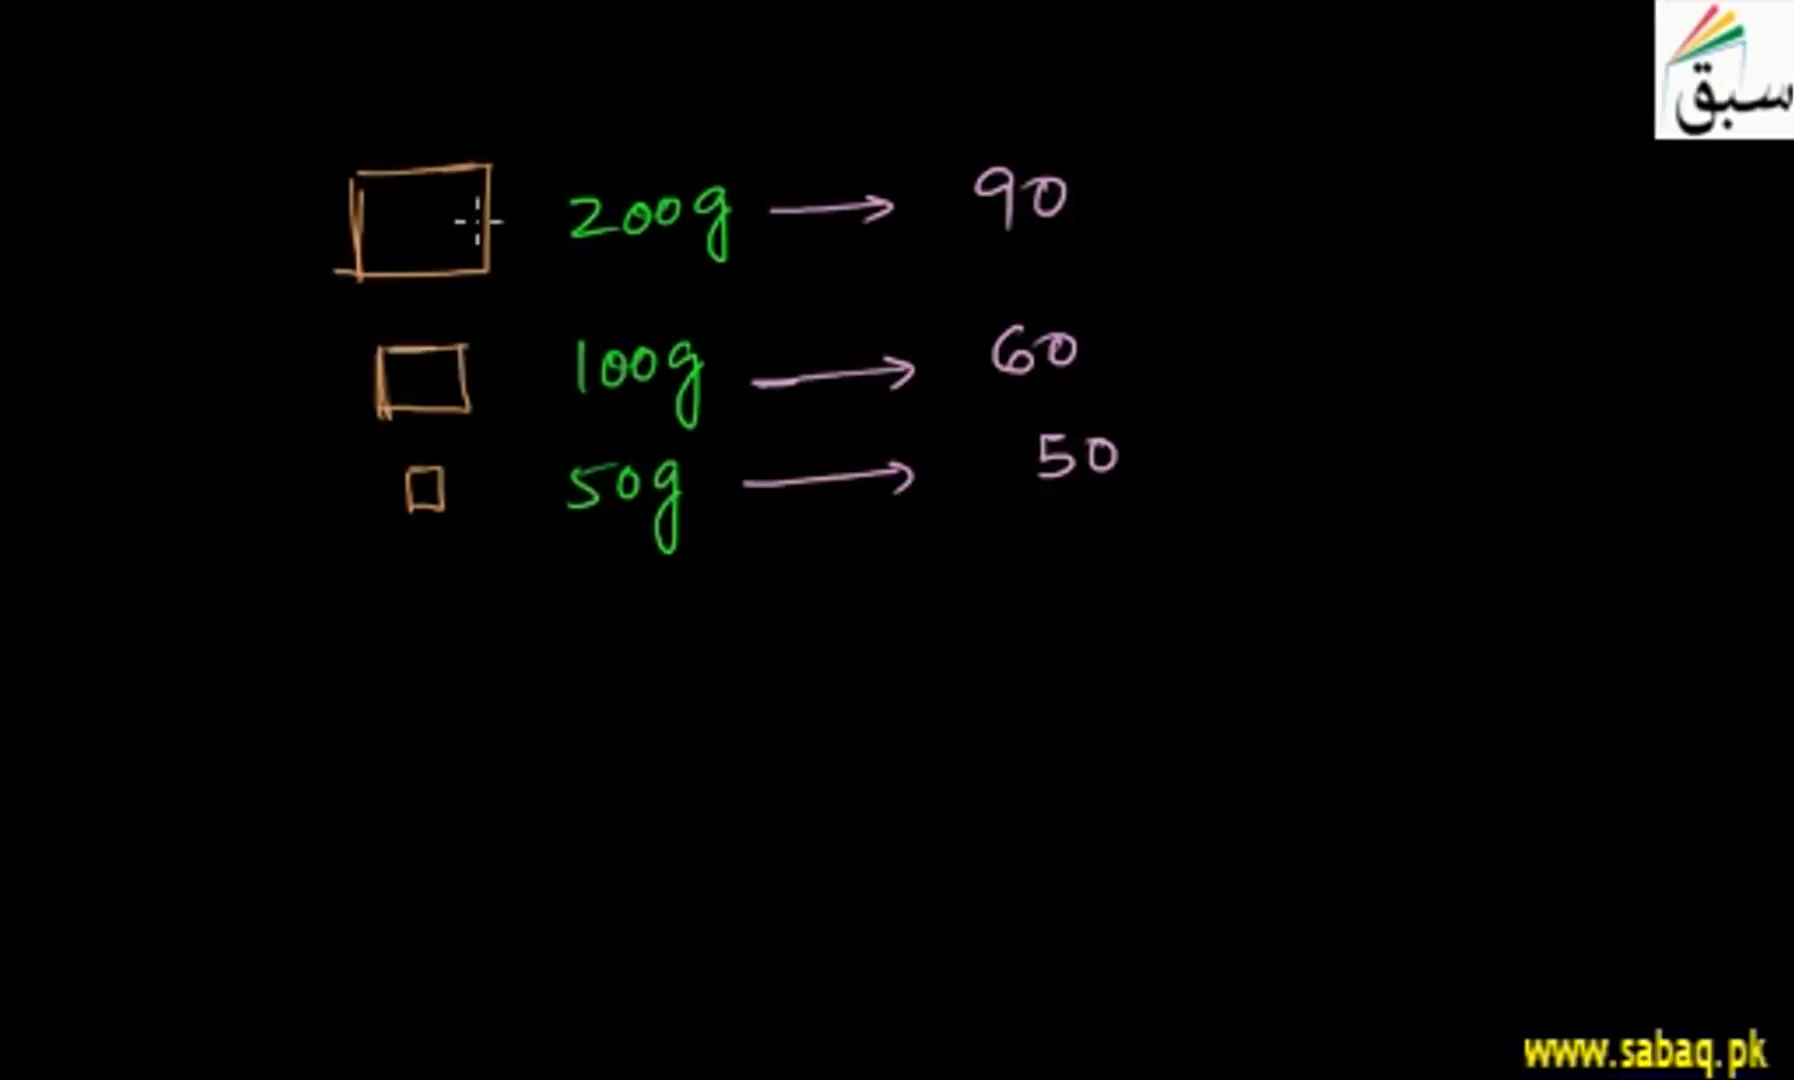 سبق
200g → 90
100g → 60
50g → 50
www.sabaq.pk